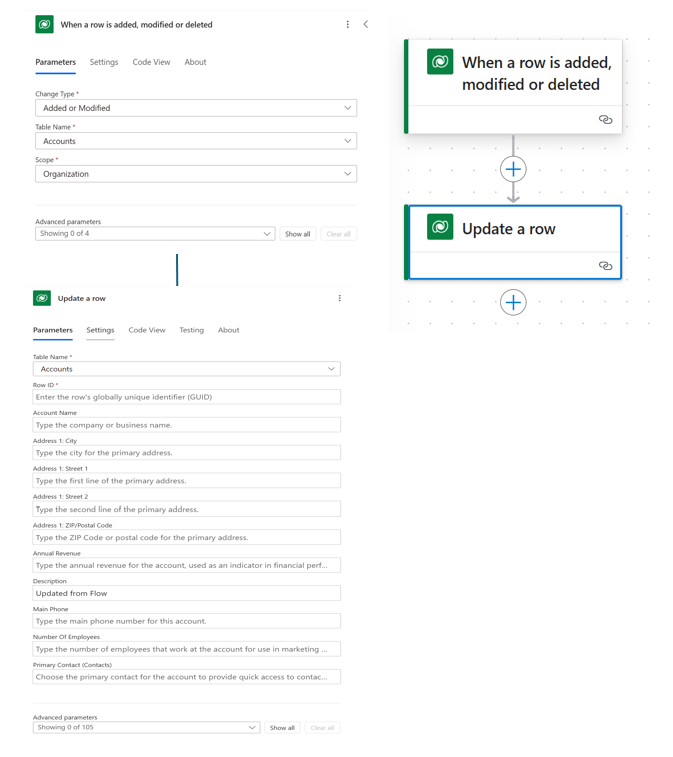 When a row is added, modified or deleted
Parameters Settings Code View About
Change Type *
Added or Modified
Table Name *
Accounts
Scope *
Organization
Advanced parameters
Showing 0 of 4 Show all Clear all
Update a row
Parameters Settings Code View Testing About
Table Name *
Accounts
Row ID *
Enter the row's globally unique identifier (GUID)
Account Name
Type the company or business name.
Address 1: City
Type the city for the primary address.
Address 1: Street 1
Type the first line of the primary address.
Address 1: Street 2
Type the second line of the primary address.
Address 1: ZIP/Postal Code
Type the ZIP Code or postal code for the primary address.
Annual Revenue
Type the annual revenue for the account, used as an indicator in financial perf...
Description
Updated from Flow
Main Phone
Type the main phone number for this account.
Number Of Employees
Type the number of employees that work at the account for use in marketing ...
Primary Contact (Contacts)
Choose the primary contact for the account to provide quick access to contac...
Advanced parameters
Showing 0 of 105 Show all Clear all
When a row is added,
modified or deleted
Update a row